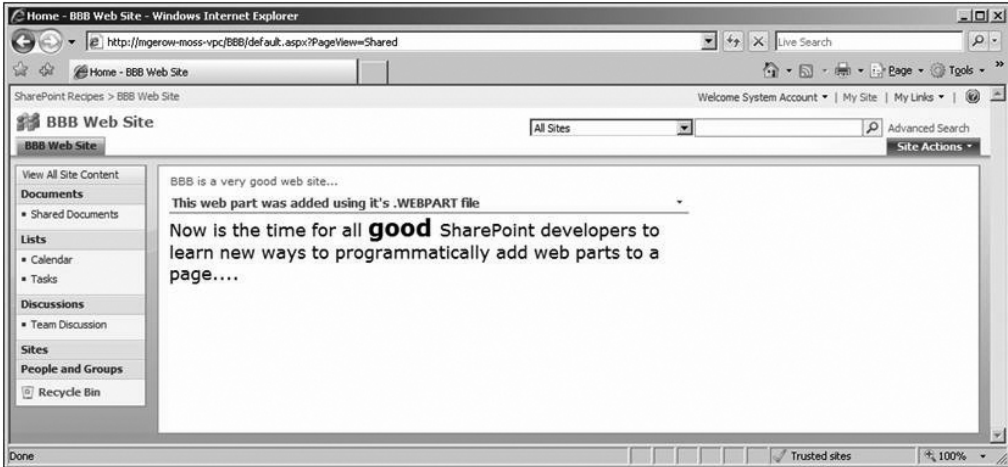 Home - BBB Web Site - Windows Internet Explorer
http://mgerow-moss-vpc/BBB/default.aspx?PageView=Shared
Live Search
Home - BBB Web Site
Page
Tools
SharePoint Recipes > BBB Web Site
Welcome System Account | My Site | My Links |
BBB Web Site
All Sites
Advanced Search
BBB Web Site
Site Actions
View All Site Content
Documents
Shared Documents
Lists
Calendar
Tasks
Discussions
Team Discussion
Sites
People and Groups
Recycle Bin
BBB is a very good web site...
This web part was added using it's .WEBPART file
Now is the time for all good SharePoint developers to
learn new ways to programmatically add web parts to a
page....
Done
Trusted sites
100%